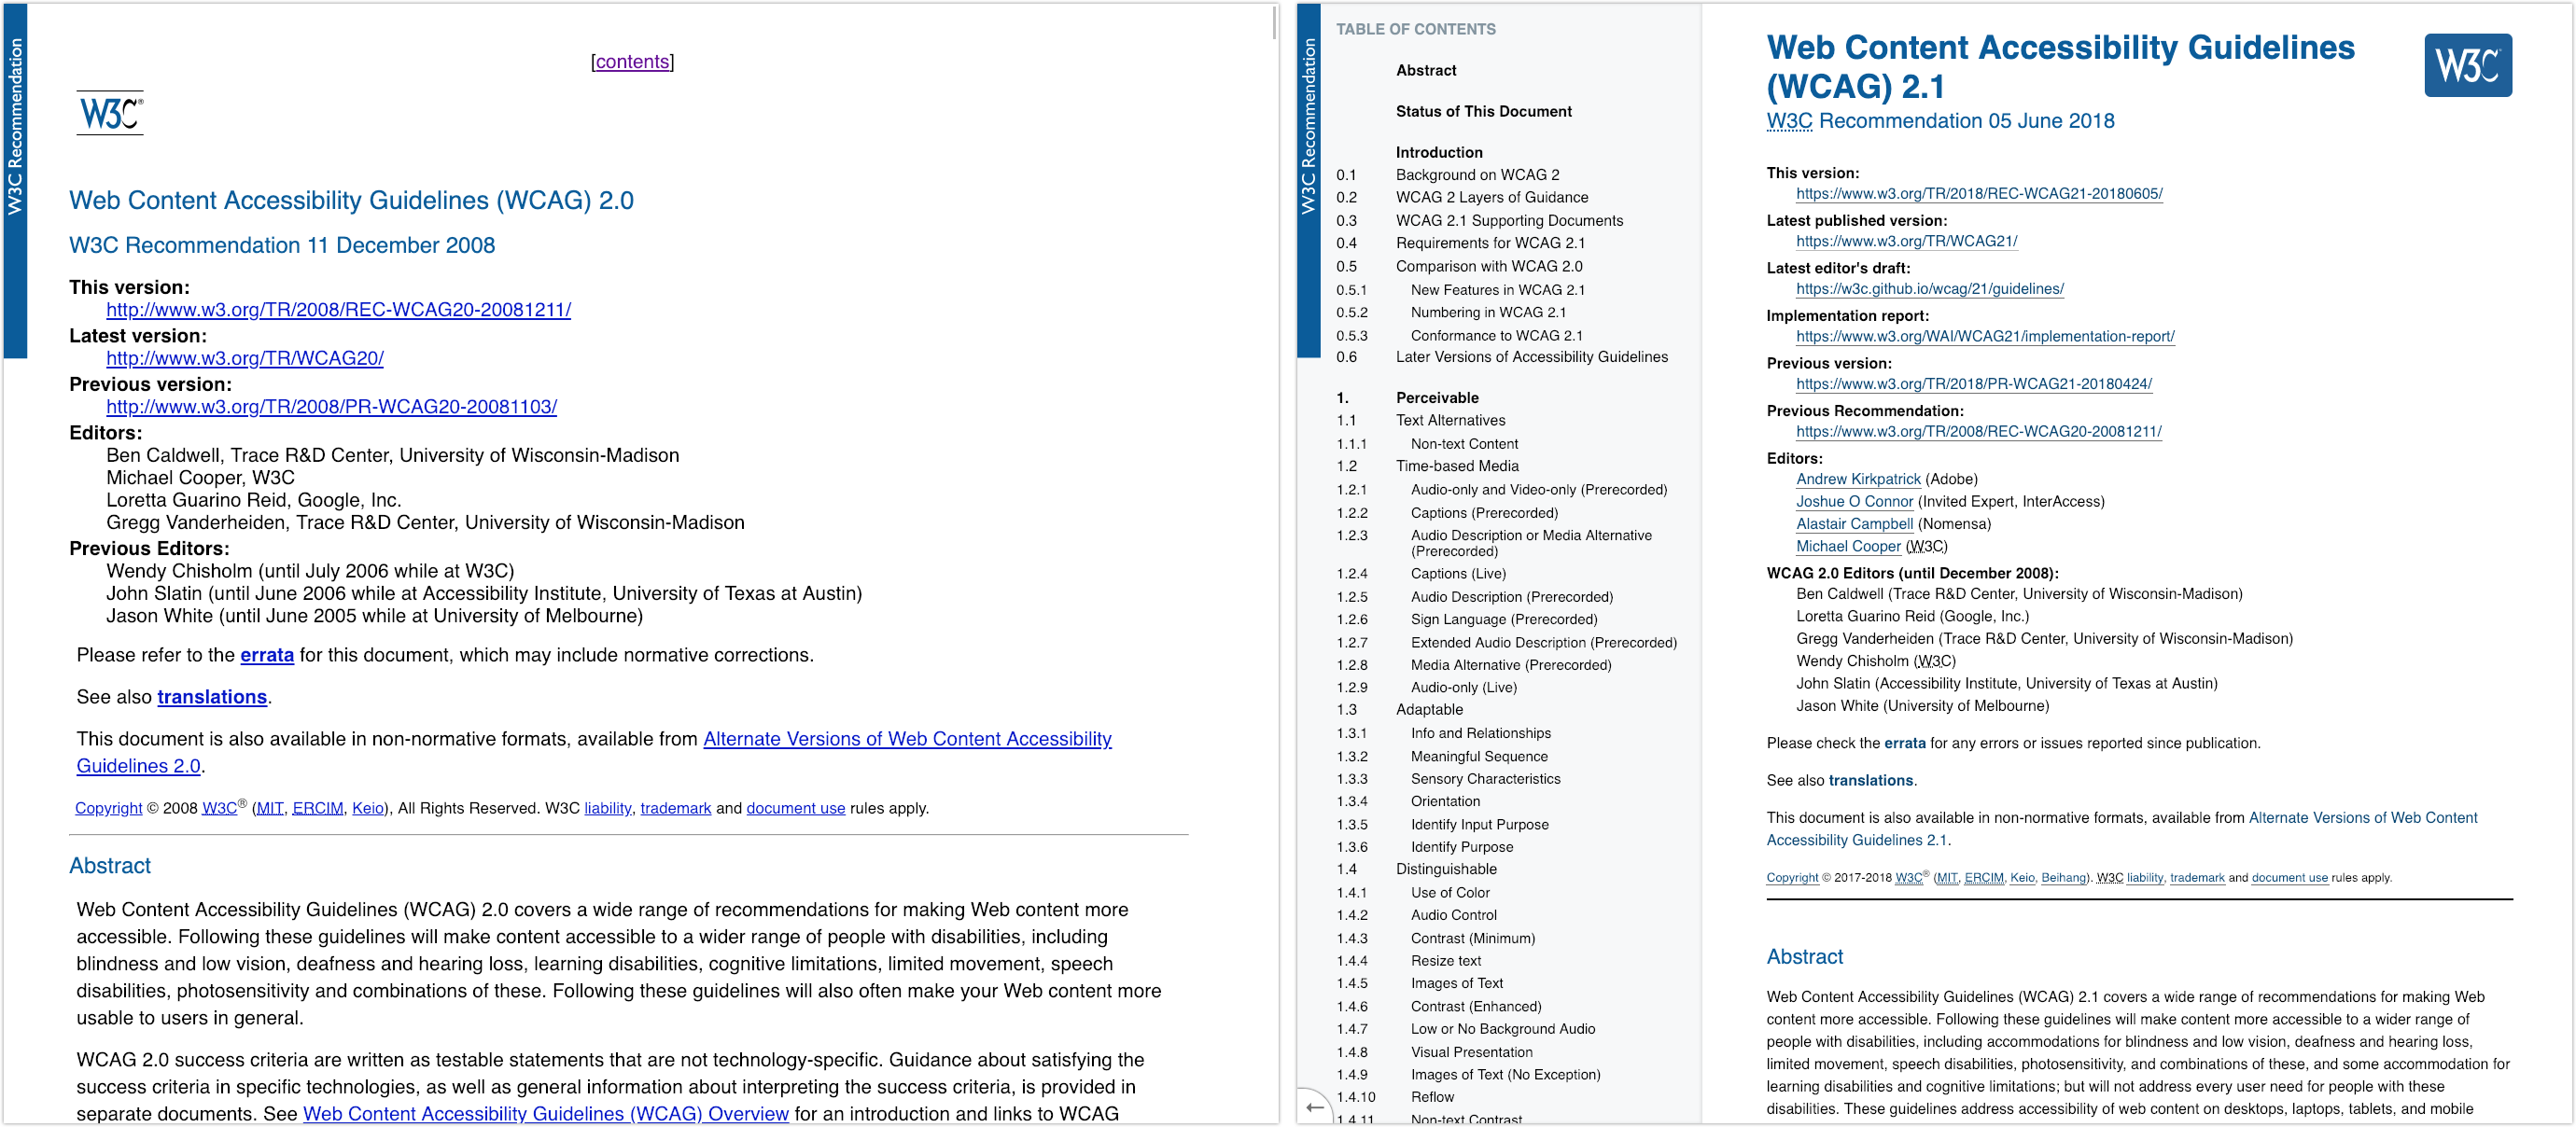 W3C Recommendation
[contents]
W3C®
Web Content Accessibility Guidelines (WCAG) 2.0
W3C Recommendation 11 December 2008
This version:
http://www.w3.org/TR/2008/REC-WCAG20-20081211/
Latest version:
http://www.w3.org/TR/WCAG20/
Previous version:
http://www.w3.org/TR/2008/PR-WCAG20-20081103/
Editors:
Ben Caldwell, Trace R&D Center, University of Wisconsin-Madison
Michael Cooper, W3C
Loretta Guarino Reid, Google, Inc.
Gregg Vanderheiden, Trace R&D Center, University of Wisconsin-Madison
Previous Editors:
Wendy Chisholm (until July 2006 while at W3C)
John Slatin (until June 2006 while at Accessibility Institute, University of Texas at Austin)
Jason White (until June 2005 while at University of Melbourne)
Please refer to the errata for this document, which may include normative corrections.
See also translations.
This document is also available in non-normative formats, available from Alternate Versions of Web Content Accessibility
Guidelines 2.0.
Copyright © 2008 W3C® (MIT, ERCIM, Keio), All Rights Reserved. W3C liability, trademark and document use rules apply.
Abstract
Web Content Accessibility Guidelines (WCAG) 2.0 covers a wide range of recommendations for making Web content more
accessible. Following these guidelines will make content accessible to a wider range of people with disabilities, including
blindness and low vision, deafness and hearing loss, learning disabilities, cognitive limitations, limited movement, speech
disabilities, photosensitivity and combinations of these. Following these guidelines will also often make your Web content more
usable to users in general.
WCAG 2.0 success criteria are written as testable statements that are not technology-specific. Guidance about satisfying the
success criteria in specific technologies, as well as general information about interpreting the success criteria, is provided in
separate documents. See Web Content Accessibility Guidelines (WCAG) Overview for an introduction and links to WCAG
W3C Recommendation
TABLE OF CONTENTS
Abstract
Status of This Document
Introduction
0.1 Background on WCAG 2
0.2 WCAG 2 Layers of Guidance
0.3 WCAG 2.1 Supporting Documents
0.4 Requirements for WCAG 2.1
0.5 Comparison with WCAG 2.0
0.5.1 New Features in WCAG 2.1
0.5.2 Numbering in WCAG 2.1
0.5.3 Conformance to WCAG 2.1
0.6 Later Versions of Accessibility Guidelines
1. Perceivable
1.1 Text Alternatives
1.1.1 Non-text Content
1.2 Time-based Media
1.2.1 Audio-only and Video-only (Prerecorded)
1.2.2 Captions (Prerecorded)
1.2.3 Audio Description or Media Alternative
(Prerecorded)
1.2.4 Captions (Live)
1.2.5 Audio Description (Prerecorded)
1.2.6 Sign Language (Prerecorded)
1.2.7 Extended Audio Description (Prerecorded)
1.2.8 Media Alternative (Prerecorded)
1.2.9 Audio-only (Live)
1.3 Adaptable
1.3.1 Info and Relationships
1.3.2 Meaningful Sequence
1.3.3 Sensory Characteristics
1.3.4 Orientation
1.3.5 Identify Input Purpose
1.3.6 Identify Purpose
1.4 Distinguishable
1.4.1 Use of Color
1.4.2 Audio Control
1.4.3 Contrast (Minimum)
1.4.4 Resize text
1.4.5 Images of Text
1.4.6 Contrast (Enhanced)
1.4.7 Low or No Background Audio
1.4.8 Visual Presentation
1.4.9 Images of Text (No Exception)
1.4.10 Reflow
1.4.11 Non-text Contrast
Web Content Accessibility Guidelines
(WCAG) 2.1
W3C
W3C Recommendation 05 June 2018
This version:
https://www.w3.org/TR/2018/REC-WCAG21-20180605/
Latest published version:
https://www.w3.org/TR/WCAG21/
Latest editor's draft:
https://w3c.github.io/wcag/21/guidelines/
Implementation report:
https://www.w3.org/WAI/WCAG21/implementation-report/
Previous version:
https://www.w3.org/TR/2018/PR-WCAG21-20180424/
Previous Recommendation:
https://www.w3.org/TR/2008/REC-WCAG20-20081211/
Editors:
Andrew Kirkpatrick (Adobe)
Joshue O Connor (Invited Expert, InterAccess)
Alastair Campbell (Nomensa)
Michael Cooper (W3C)
WCAG 2.0 Editors (until December 2008):
Ben Caldwell (Trace R&D Center, University of Wisconsin-Madison)
Loretta Guarino Reid (Google, Inc.)
Gregg Vanderheiden (Trace R&D Center, University of Wisconsin-Madison)
Wendy Chisholm (W3C)
John Slatin (Accessibility Institute, University of Texas at Austin)
Jason White (University of Melbourne)
Please check the errata for any errors or issues reported since publication.
See also translations.
This document is also available in non-normative formats, available from Alternate Versions of Web Content
Accessibility Guidelines 2.1.
Copyright © 2017-2018 W3C® (MIT, ERCIM, Keio, Beihang). W3C liability, trademark and document use rules apply.
Abstract
Web Content Accessibility Guidelines (WCAG) 2.1 covers a wide range of recommendations for making Web
content more accessible. Following these guidelines will make content more accessible to a wider range of
people with disabilities, including accommodations for blindness and low vision, deafness and hearing loss,
limited movement, speech disabilities, photosensitivity, and combinations of these, and some accommodation for
learning disabilities and cognitive limitations; but will not address every user need for people with these
disabilities. These guidelines address accessibility of web content on desktops, laptops, tablets, and mobile